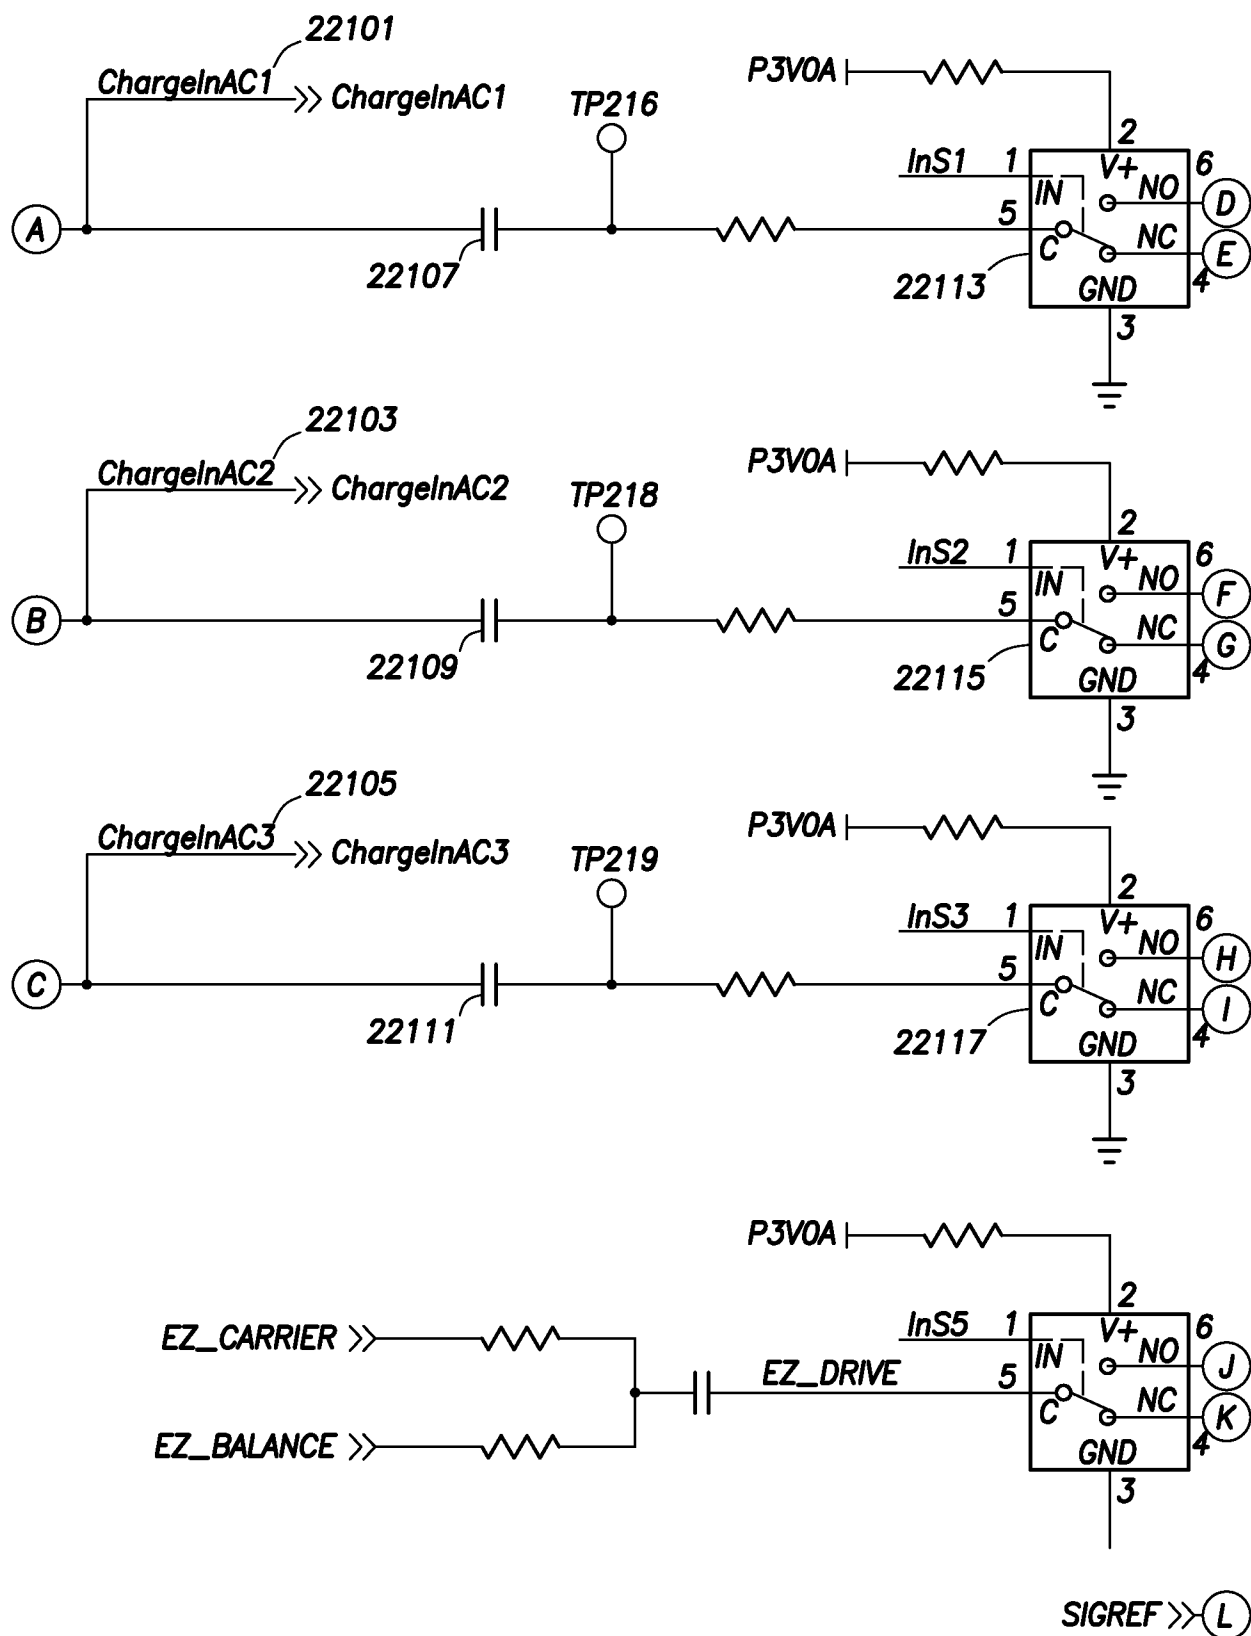 22101
ChargeInAC1
ChargeInAC1
TP216
P3V0A
2
InS1 1 V+ 6
IN NO D
A 5 C NC E
22107
22113 GND 4
3
22103
ChargeInAC2
ChargeInAC2
TP218
P3V0A
2
InS2 1 V+ 6
IN NO F
B 5 C NC G
22109
22115 GND 4
3
22105
ChargeInAC3
ChargeInAC3
TP219
P3V0A
2
InS3 1 V+ 6
IN NO H
C 5 C NC I
22111
22117 GND 4
3
P3V0A
2
EZ_CARRIER
InS5 1 V+ 6
IN NO J
EZ_DRIVE 5 C NC K
EZ_BALANCE
GND 4
3
SIGREF L